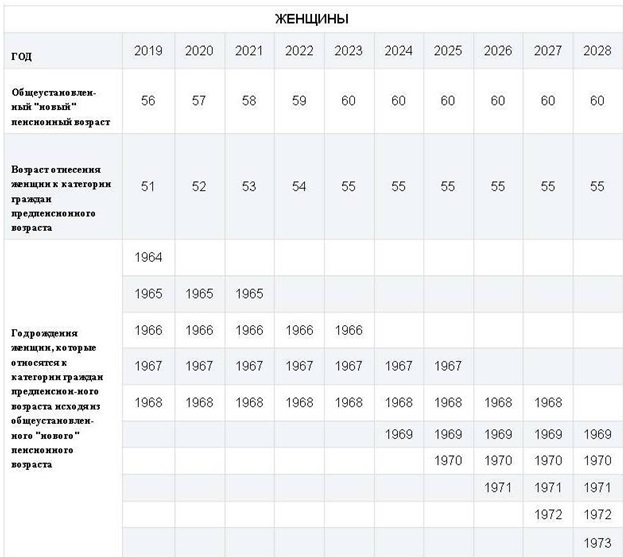 ЖЕНЩИНЫ
ГОД 2019 2020 2021 2022 2023 2024 2025 2026 2027 2028
Общеустановлен-
ный "новый" 56 57 58 59 60 60 60 60 60 60
пенсионный возраст
Возраст отнесения
женщин к категории
граждан 51 52 53 54 55 55 55 55 55 55
предпенсионного
возраста
1964
1965 1965 1965
Год рождения
женщин, которые
относятся к
категории граждан
предпенсион-ного
возраста исходя из
общеустановлен-
ного "нового"
пенсионного
возраста
1966 1966 1966 1966 1966
1967 1967 1967 1967 1967 1967 1967
1968 1968 1968 1968 1968 1968 1968 1968 1968
1969 1969 1969 1969 1969
1970 1970 1970 1970
1971 1971 1971
1972 1972
1973